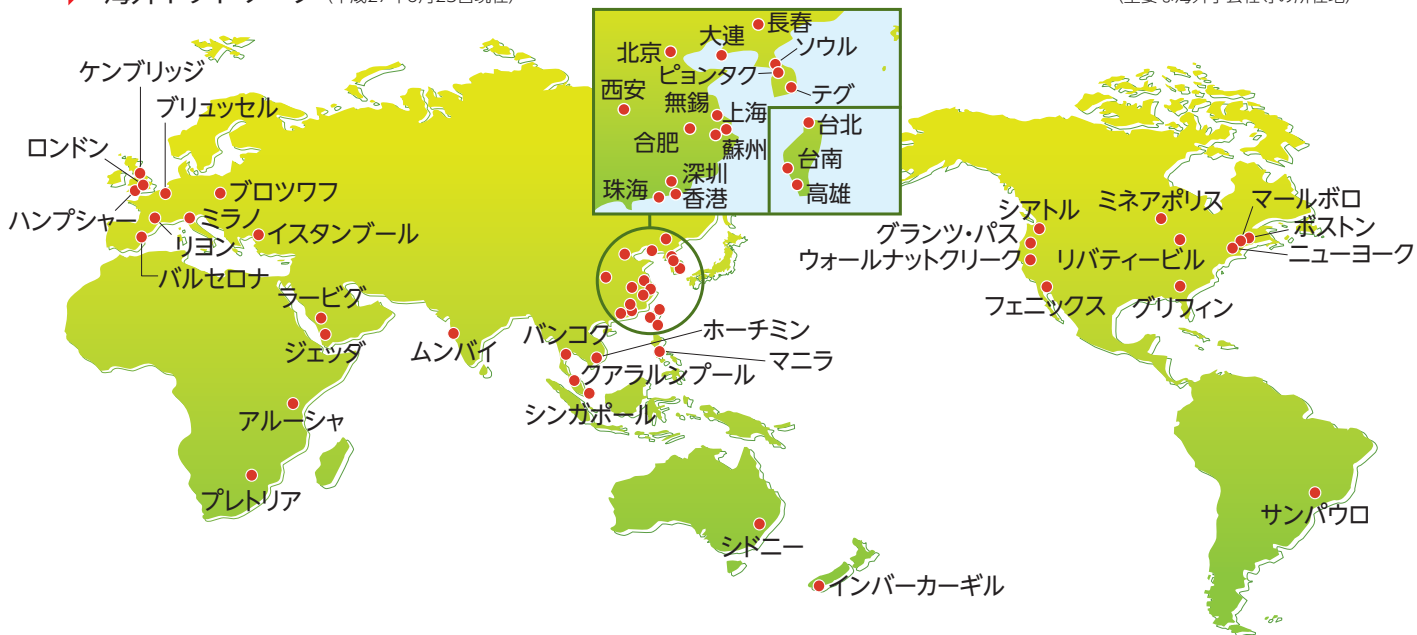 ケンブリッジ
ブリュッセル
ロンドン
ブロツワフ
ハンプシャー
ミラノ
リヨン
イスタンブール
バルセロナ
ラービグ
ジェッダ
ムンバイ
アルーシャ
プレトリア
長春
大連
ソウル
北京
ピョンタク
西安
テグ
無錫
上海
台北
合肥
蘇州
台南
深圳
珠海
香港
高雄
バンコク
ホーチミン
マニラ
クアラルンプール
シンガポール
シドニー
インバーカーギル
シアトル
ミネアポリス
マールボロ
グランツ・パス
ボストン
ウォールナットクリーク
リバティービル
ニューヨーク
フェニックス
グリフィン
サンパウロ